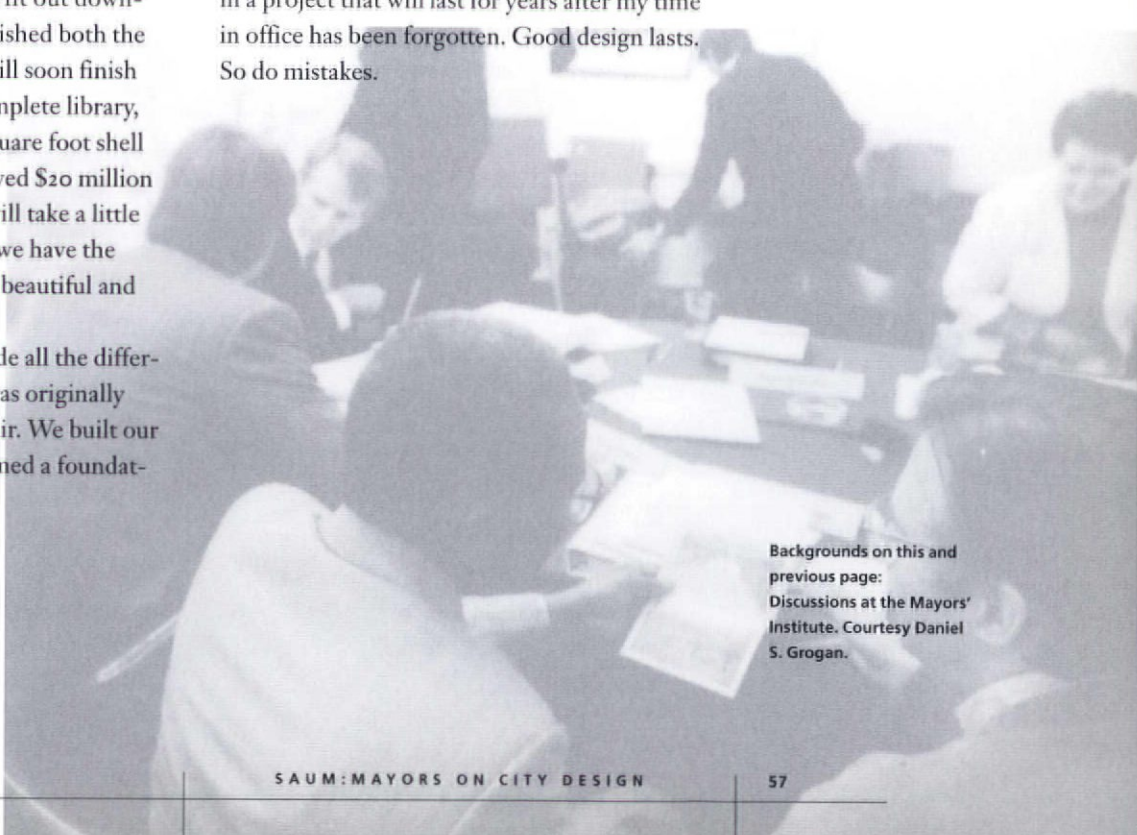 ished both the
ill soon finish
nplete library,
uare foot shell
ved $20 million
ill take a little
we have the
beautiful and
de all the differ-
as originally
ir. We built our
ned a foundat-
in a project that will last for years after my time
in office has been forgotten. Good design lasts.
So do mistakes.
Backgrounds on this and
previous page:
Discussions at the Mayors'
Institute. Courtesy Daniel
S. Grogan.
SAUM:MAYORS ON CITY DESIGN 57